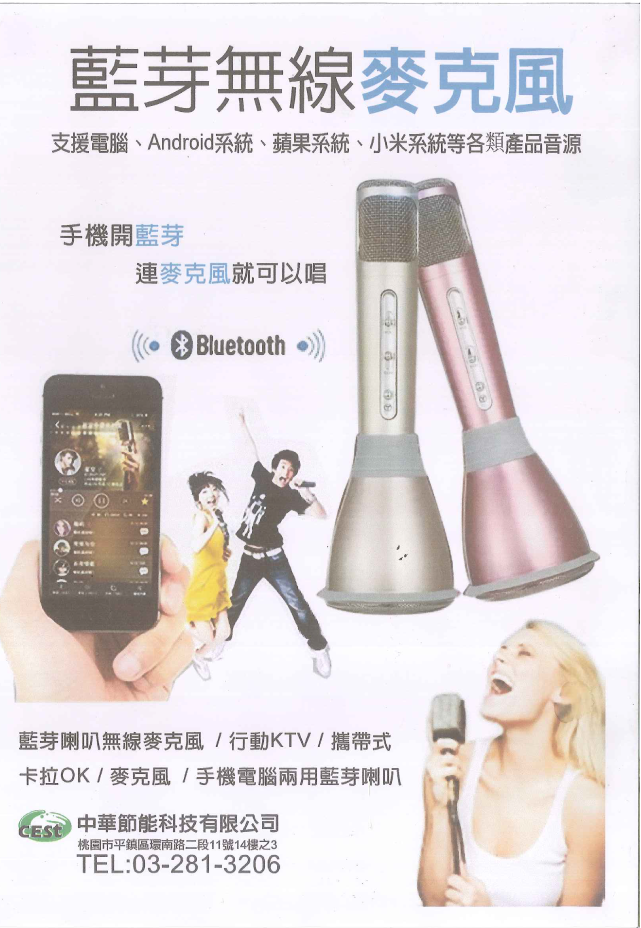 藍芽無線麥克風
支援電腦、Android系統、蘋果系統、小米系統等各類產品音源
手機開藍芽
連麥克風就可以唱
Bluetooth
藍芽喇叭無線麥克風 / 行動KTV / 攜帶式
卡拉OK / 麥克風 / 手機電腦兩用藍芽喇叭
CEST 中華節能科技有限公司
桃園市平鎮區環南路二段11號14樓之3
TEL:03-281-3206